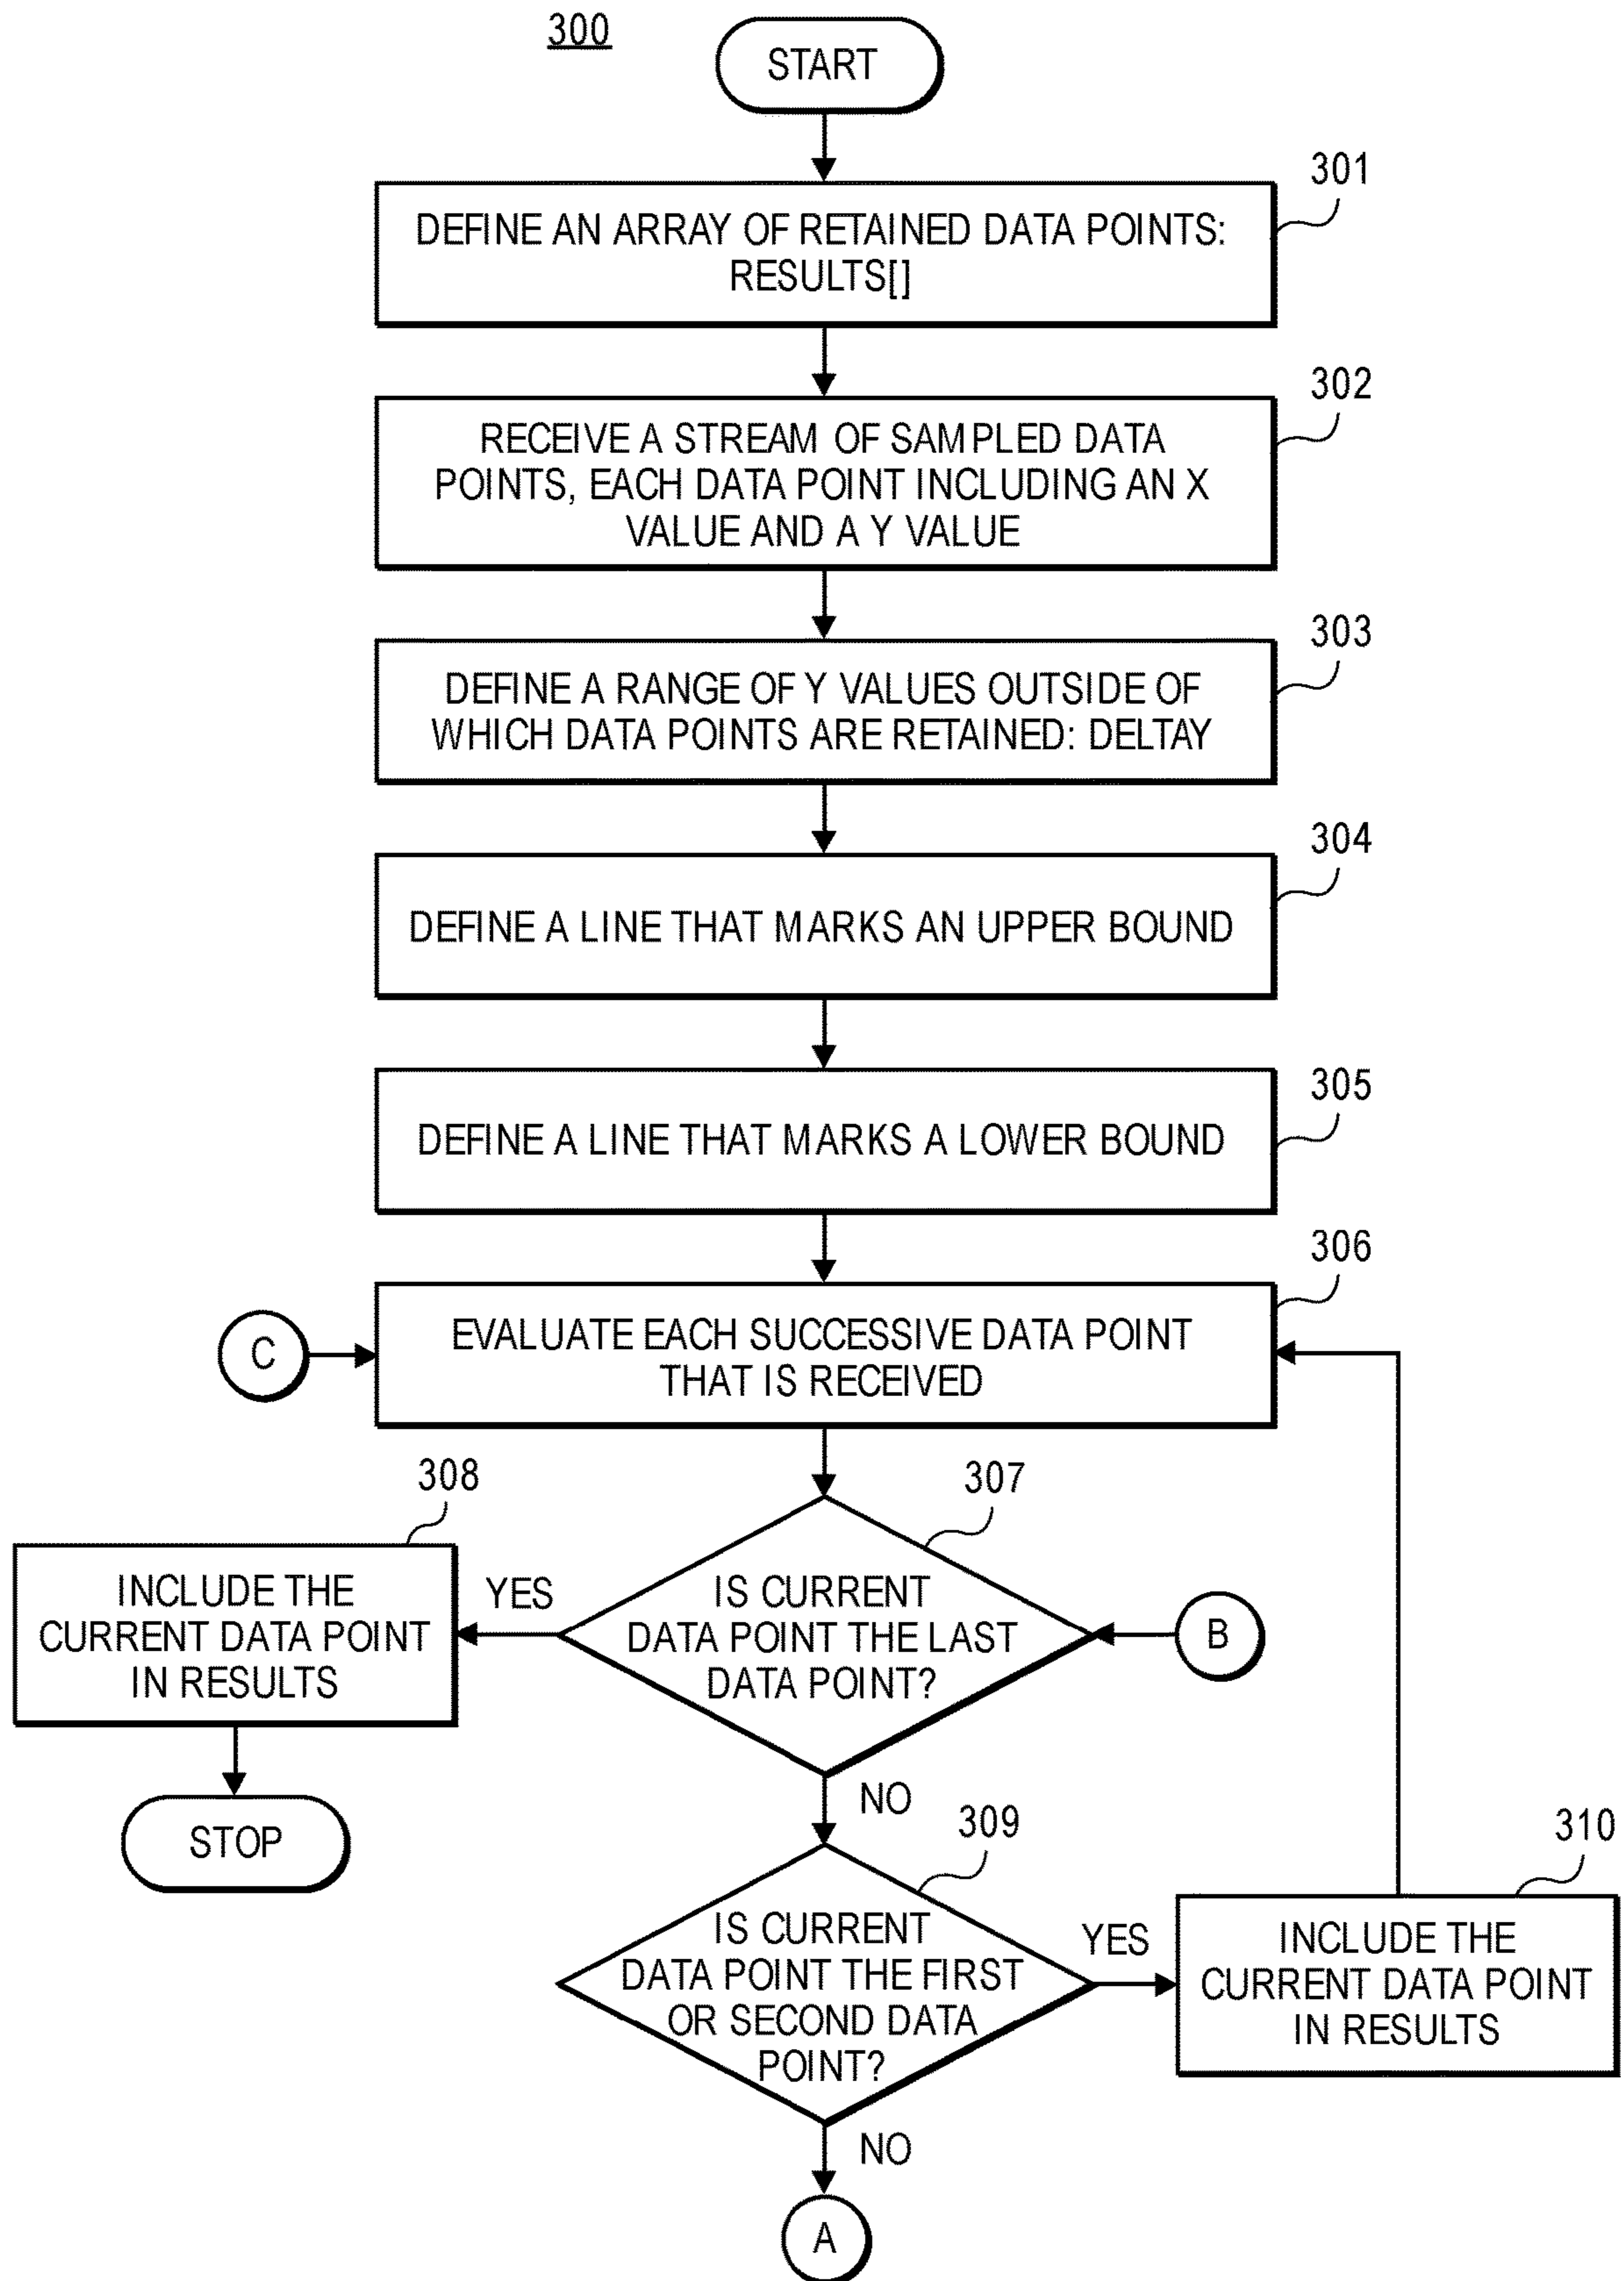 300
START
301
DEFINE AN ARRAY OF RETAINED DATA POINTS:
RESULTS[]
302
RECEIVE A STREAM OF SAMPLED DATA
POINTS, EACH DATA POINT INCLUDING AN X
VALUE AND A Y VALUE
303
DEFINE A RANGE OF Y VALUES OUTSIDE OF
WHICH DATA POINTS ARE RETAINED: DELTAY
304
DEFINE A LINE THAT MARKS AN UPPER BOUND
305
DEFINE A LINE THAT MARKS A LOWER BOUND
306
C
EVALUATE EACH SUCCESSIVE DATA POINT
THAT IS RECEIVED
308
307
INCLUDE THE
CURRENT DATA POINT
IN RESULTS
YES
IS CURRENT
DATA POINT THE LAST
DATA POINT?
B
STOP
NO
309
310
IS CURRENT
DATA POINT THE FIRST
OR SECOND DATA
POINT?
YES
INCLUDE THE
CURRENT DATA POINT
IN RESULTS
NO
A